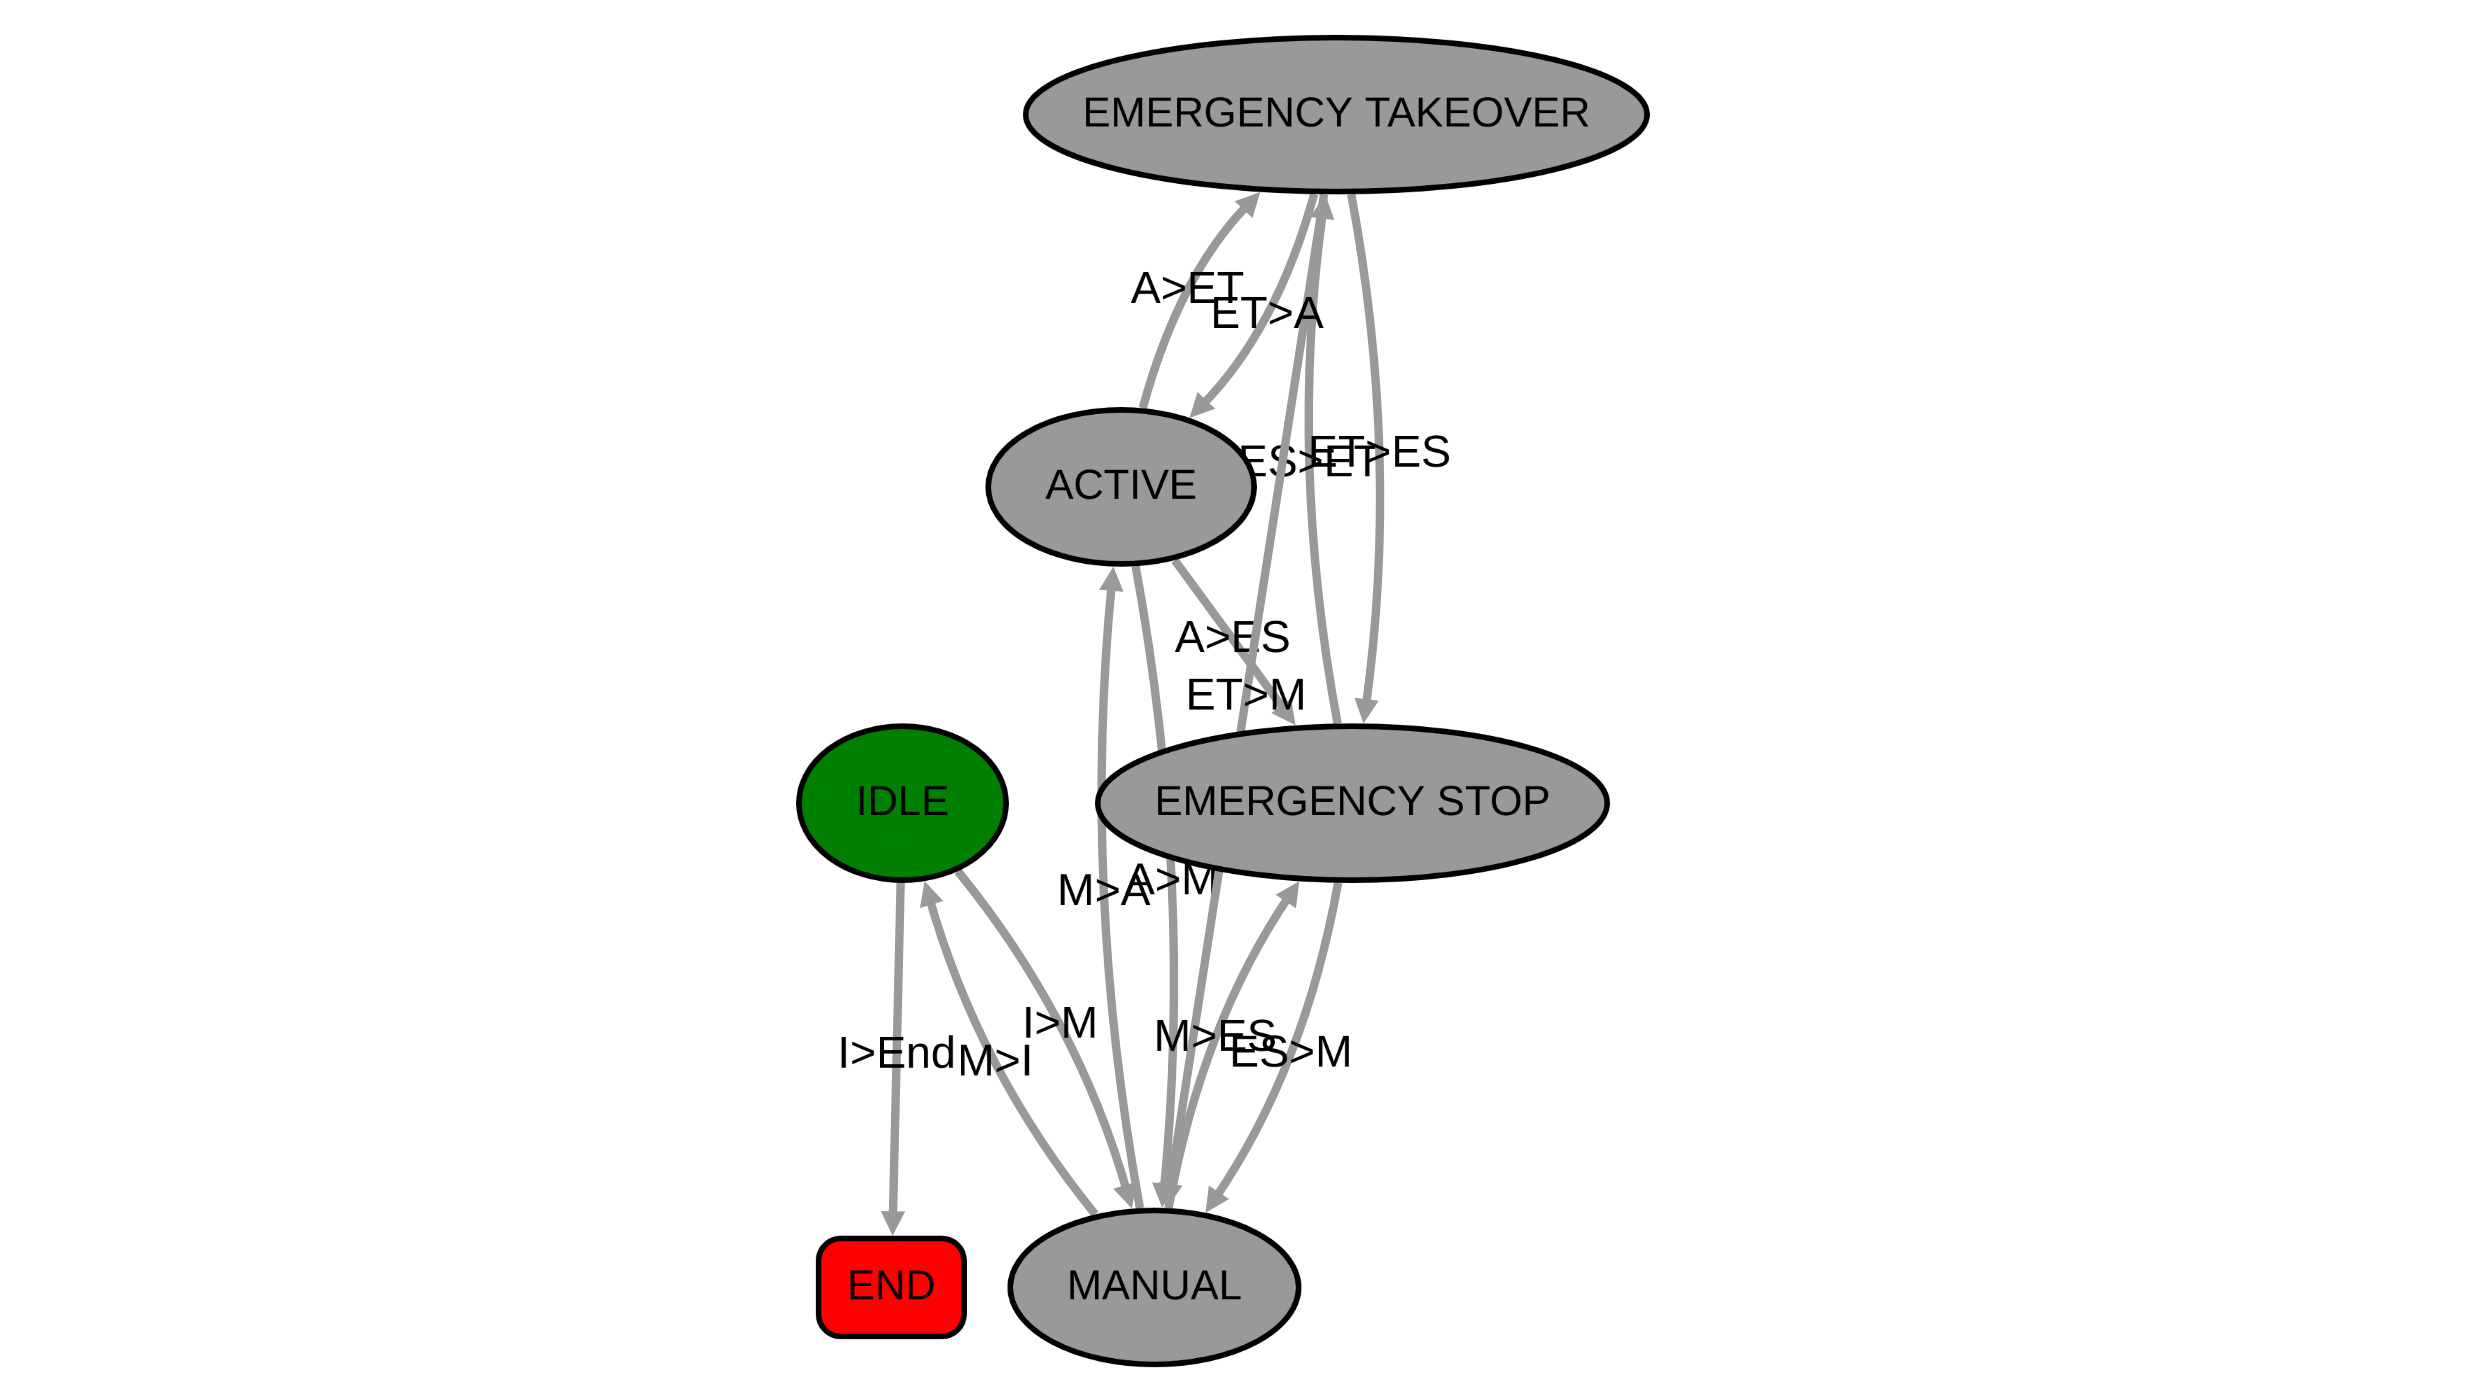 EMERGENCY TAKEOVER
A>ET
ET>A
ES>ET
ET>ES
ACTIVE
A>ES
ET>M
IDLE
EMERGENCY STOP
M>A
A>M
I>M
M>ES
ES>M
I>End
M>I
END
MANUAL